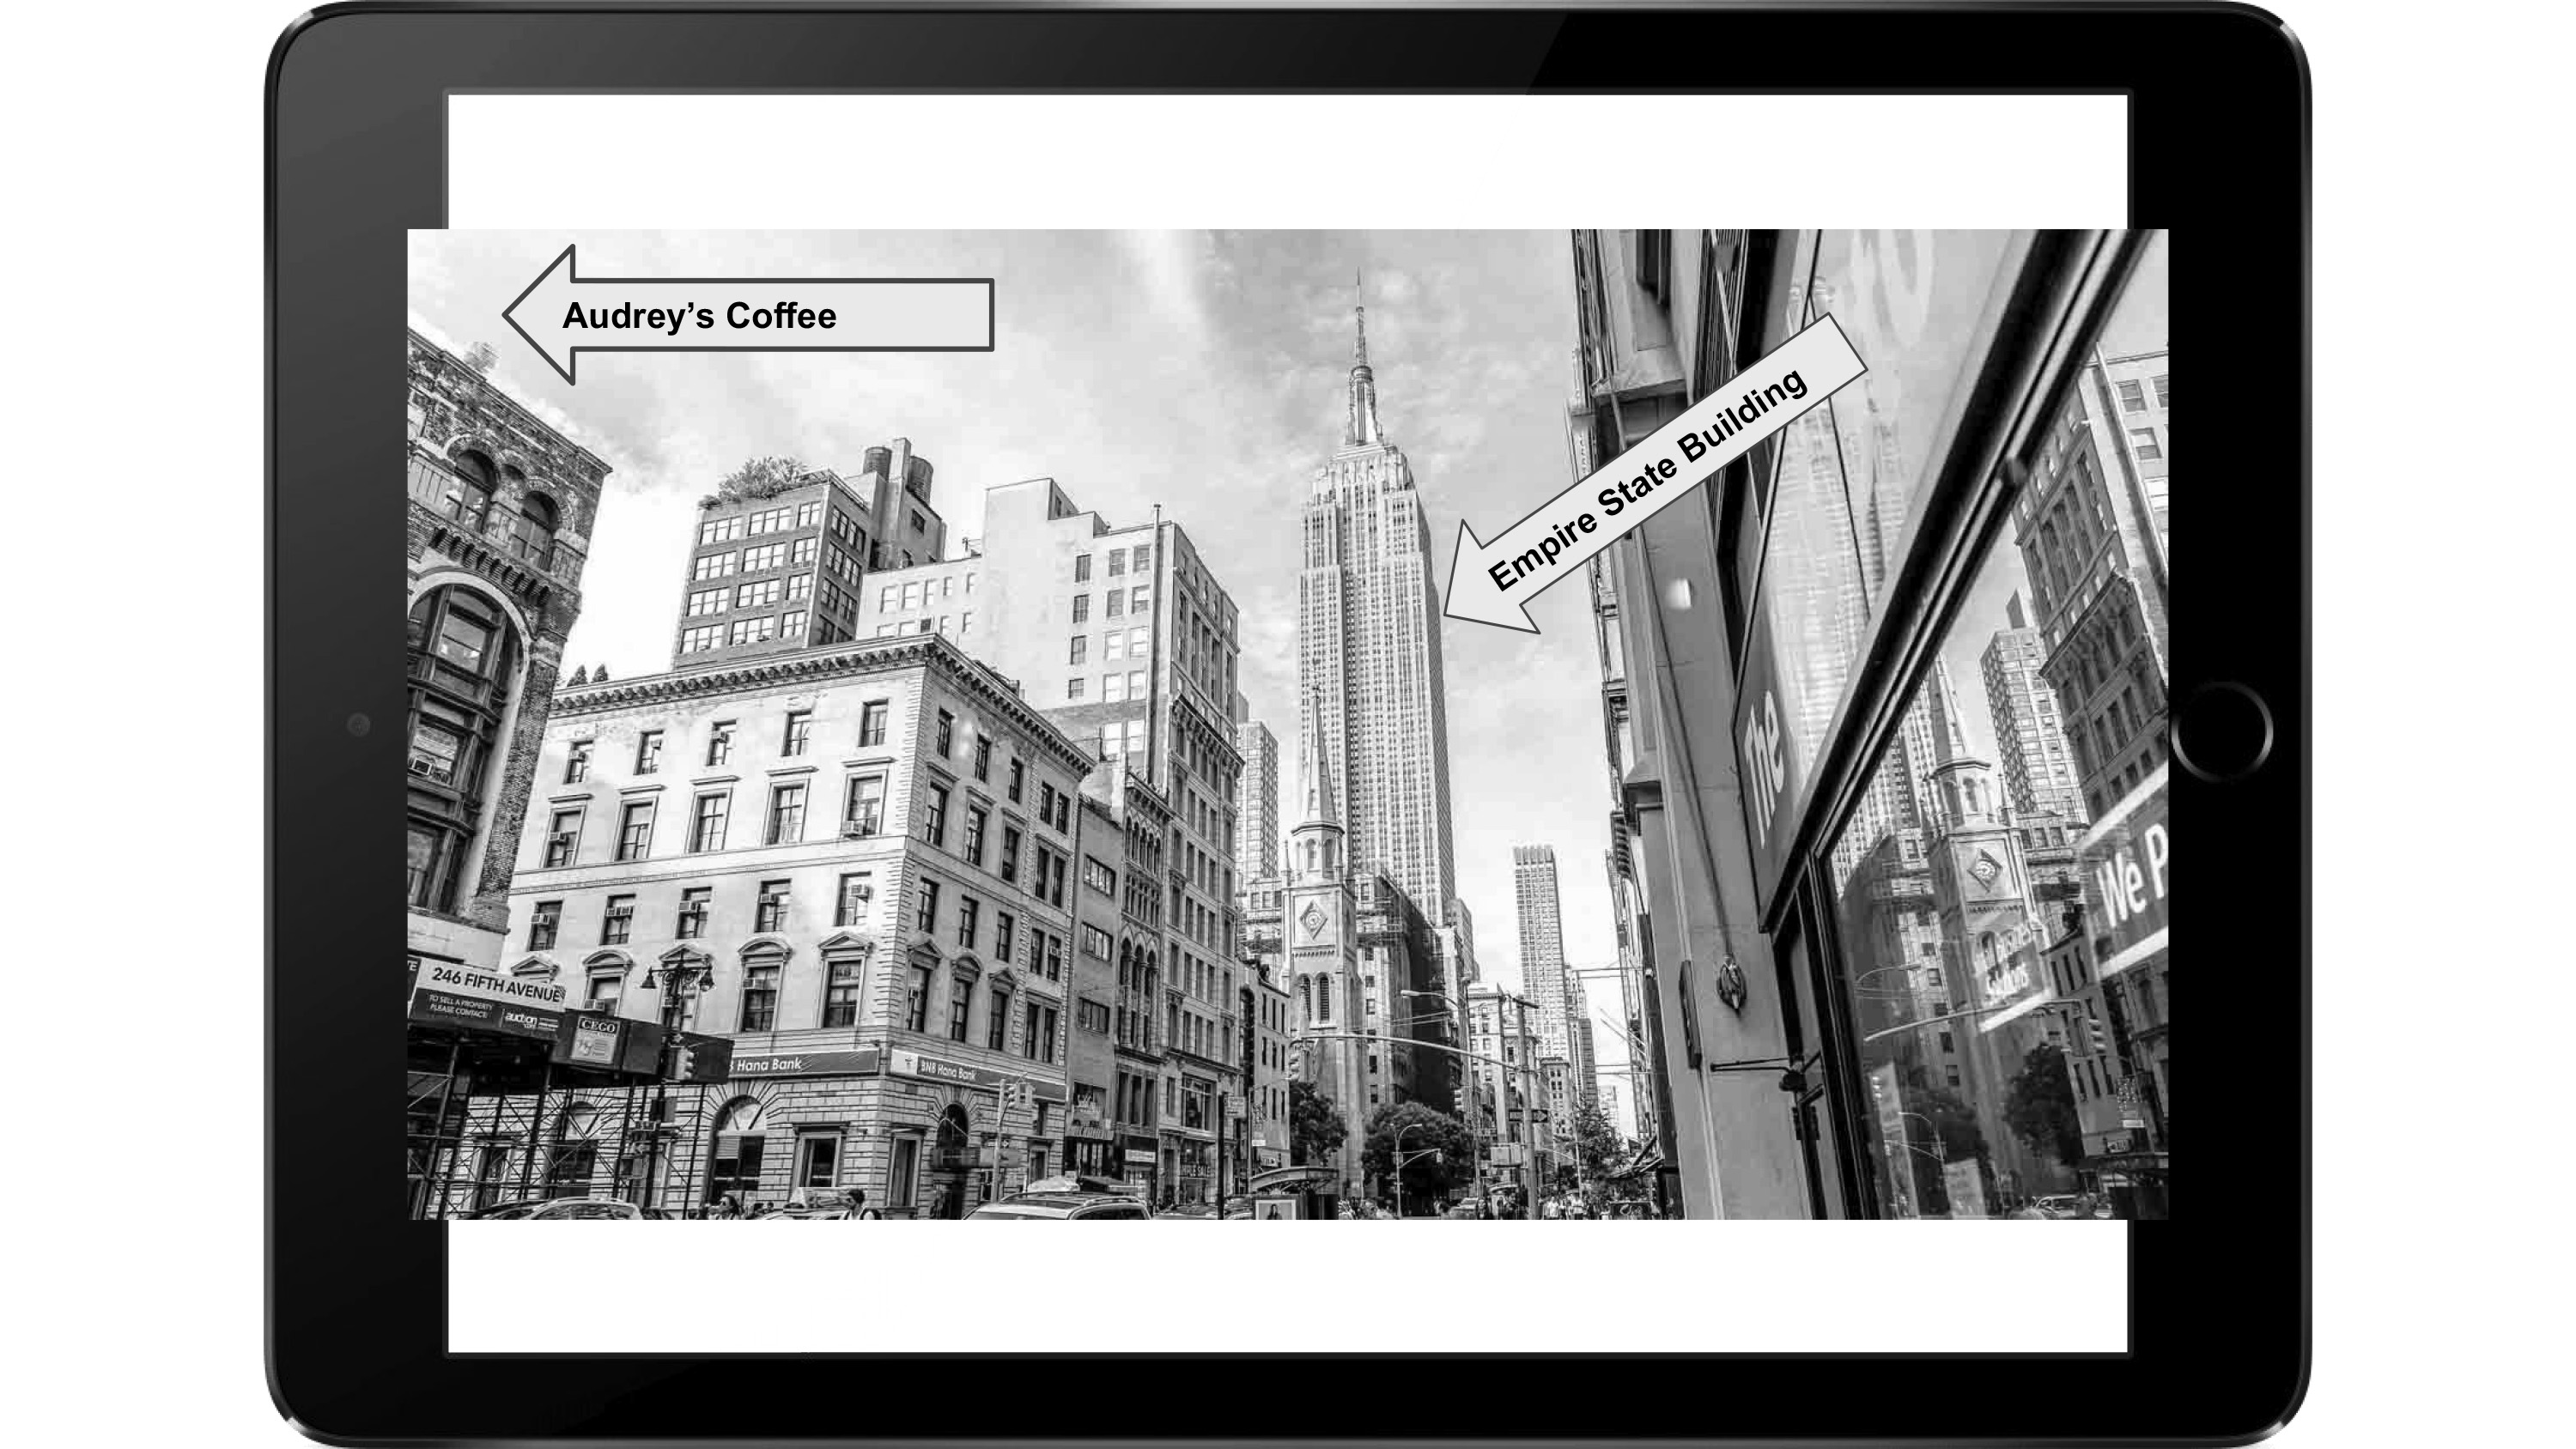 Audrey’s Coffee
Empire State Building
The
We P
246 FIFTH AVENUE
TO SELL A PROPERTY
PLEASE CONTACT
auction
CEGO
Hana Bank
BNB Hana Bank